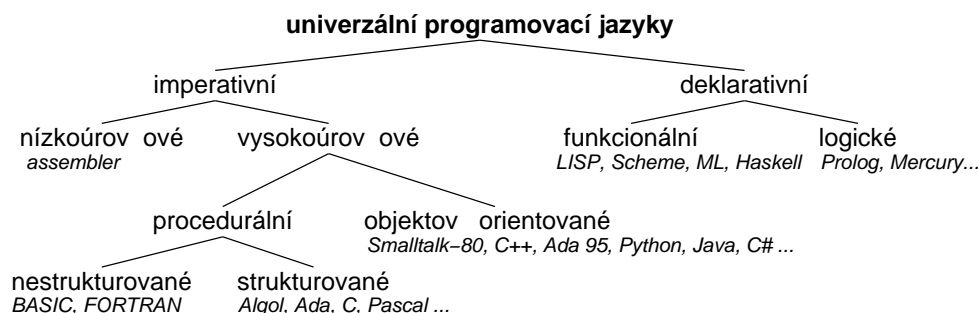 univerzální programovací jazyky
imperativní deklarativní
nízkoúrov ové vysokoúrov ové funkcionální logické
assembler LISP, Scheme, ML, Haskell Prolog, Mercury...
procedurální objektov orientované
Smalltalk−80, C++, Ada 95, Python, Java, C# ...
nestrukturované strukturované
BASIC, FORTRAN Algol, Ada, C, Pascal ...